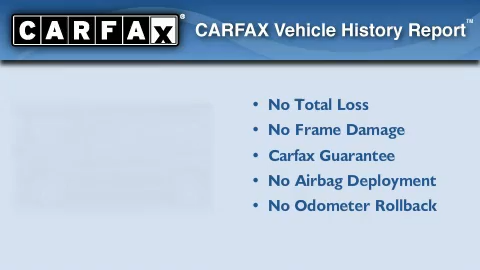 CARFAX® CARFAX Vehicle History Report™
• No Total Loss
• No Frame Damage
• Carfax Guarantee
• No Airbag Deployment
• No Odometer Rollback